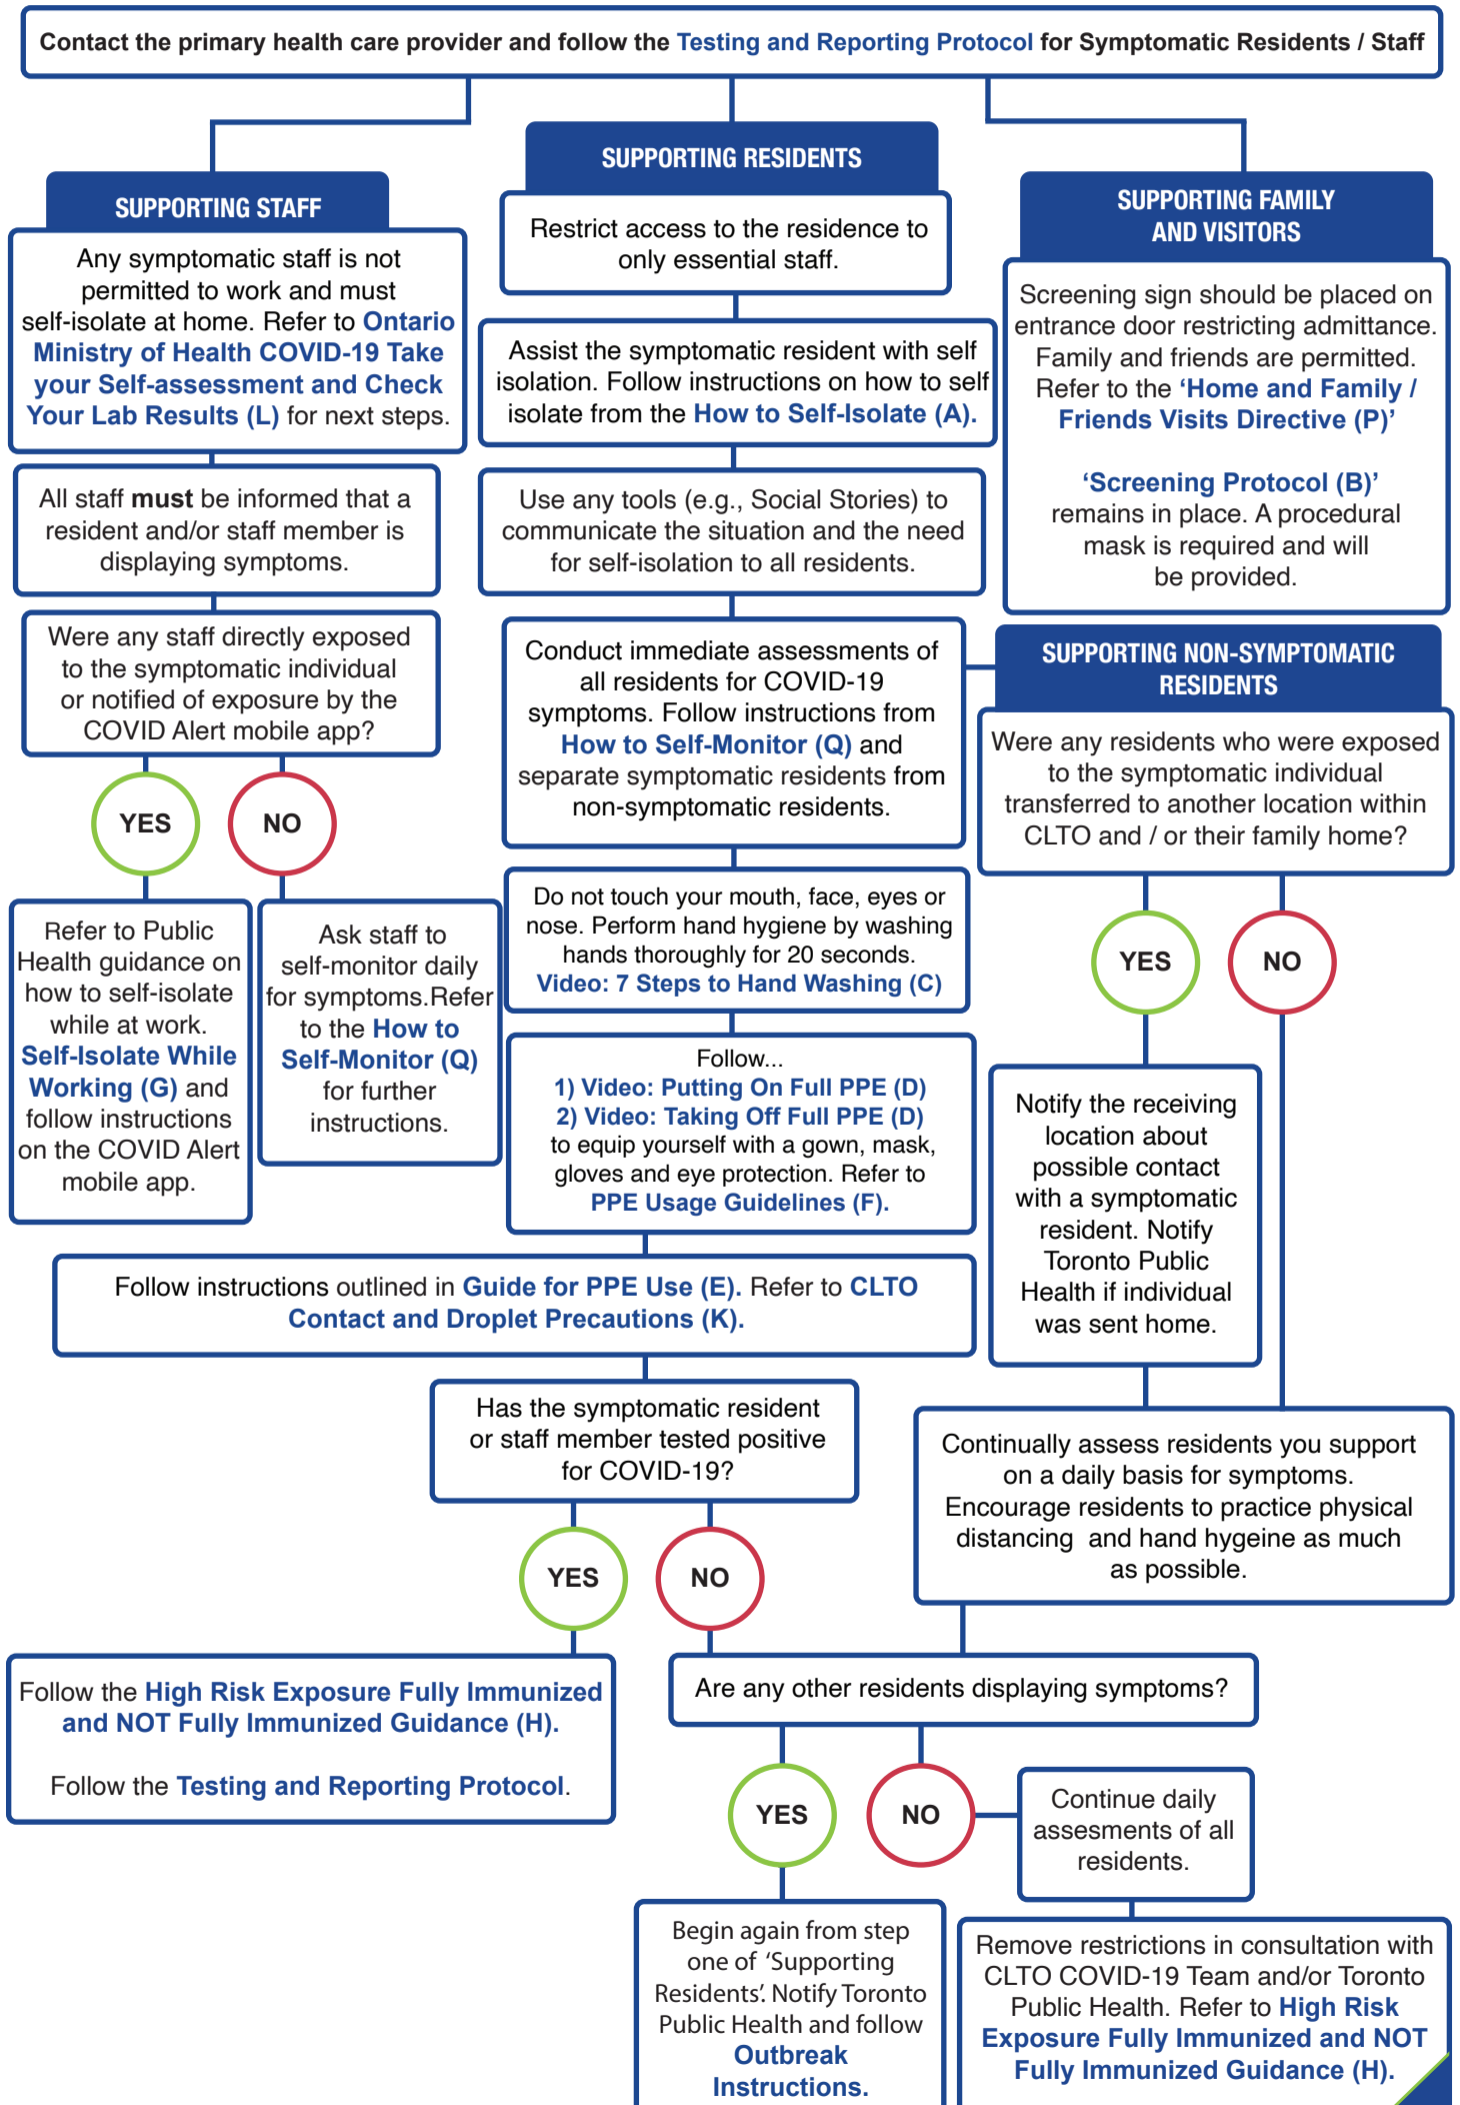 Contact the primary health care provider and follow the Testing and Reporting Protocol for Symptomatic Residents / Staff
SUPPORTING STAFF
Any symptomatic staff is not
permitted to work and must
self-isolate at home. Refer to Ontario
Ministry of Health COVID-19 Take
your Self-assessment and Check
Your Lab Results (L) for next steps.
All staff must be informed that a
resident and/or staff member is
displaying symptoms.
Were any staff directly exposed
to the symptomatic individual
or notified of exposure by the
COVID Alert mobile app?
YES
NO
Refer to Public
Health guidance on
how to self-isolate
while at work.
Self-Isolate While
Working (G) and
follow instructions
on the COVID Alert
mobile app.
Ask staff to
self-monitor daily
for symptoms.Refer
to the How to
Self-Monitor (Q)
for further
instructions.
SUPPORTING RESIDENTS
Restrict access to the residence to
only essential staff.
Assist the symptomatic resident with self
isolation. Follow instructions on how to self
isolate from the How to Self-Isolate (A).
Use any tools (e.g., Social Stories) to
communicate the situation and the need
for self-isolation to all residents.
Conduct immediate assessments of
all residents for COVID-19
symptoms. Follow instructions from
How to Self-Monitor (Q) and
separate symptomatic residents from
non-symptomatic residents.
Do not touch your mouth, face, eyes or
nose. Perform hand hygiene by washing
hands thoroughly for 20 seconds.
Video: 7 Steps to Hand Washing (C)
Follow...
1) Video: Putting On Full PPE (D)
2) Video: Taking Off Full PPE (D)
to equip yourself with a gown, mask,
gloves and eye protection. Refer to
PPE Usage Guidelines (F).
Follow instructions outlined in Guide for PPE Use (E). Refer to CLTO
Contact and Droplet Precautions (K).
Has the symptomatic resident
or staff member tested positive
for COVID-19?
YES
NO
Follow the High Risk Exposure Fully Immunized
and NOT Fully Immunized Guidance (H).
Follow the Testing and Reporting Protocol.
SUPPORTING FAMILY
AND VISITORS
Screening sign should be placed on
entrance door restricting admittance.
Family and friends are permitted.
Refer to the ‘Home and Family /
Friends Visits Directive (P)’
‘Screening Protocol (B)’
remains in place. A procedural
mask is required and will
be provided.
SUPPORTING NON-SYMPTOMATIC
RESIDENTS
Were any residents who were exposed
to the symptomatic individual
transferred to another location within
CLTO and / or their family home?
YES
NO
Notify the receiving
location about
possible contact
with a symptomatic
resident. Notify
Toronto Public
Health if individual
was sent home.
Continually assess residents you support
on a daily basis for symptoms.
Encourage residents to practice physical
distancing and hand hygeine as much
as possible.
Are any other residents displaying symptoms?
YES
NO
Continue daily
assesments of all
residents.
Begin again from step
one of ‘Supporting
Residents’. Notify Toronto
Public Health and follow
Outbreak
Instructions.
Remove restrictions in consultation with
CLTO COVID-19 Team and/or Toronto
Public Health. Refer to High Risk
Exposure Fully Immunized and NOT
Fully Immunized Guidance (H).